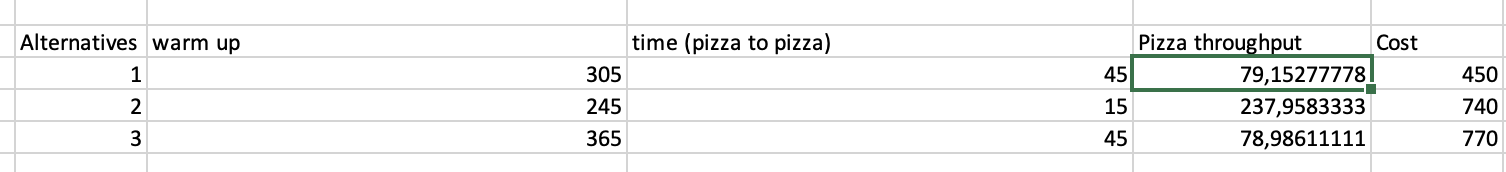 Alternatives warm up time (pizza to pizza) Pizza throughput Cost
1 305 45 79,15277778 450
2 245 15 237,9583333 740
3 365 45 78,98611111 770